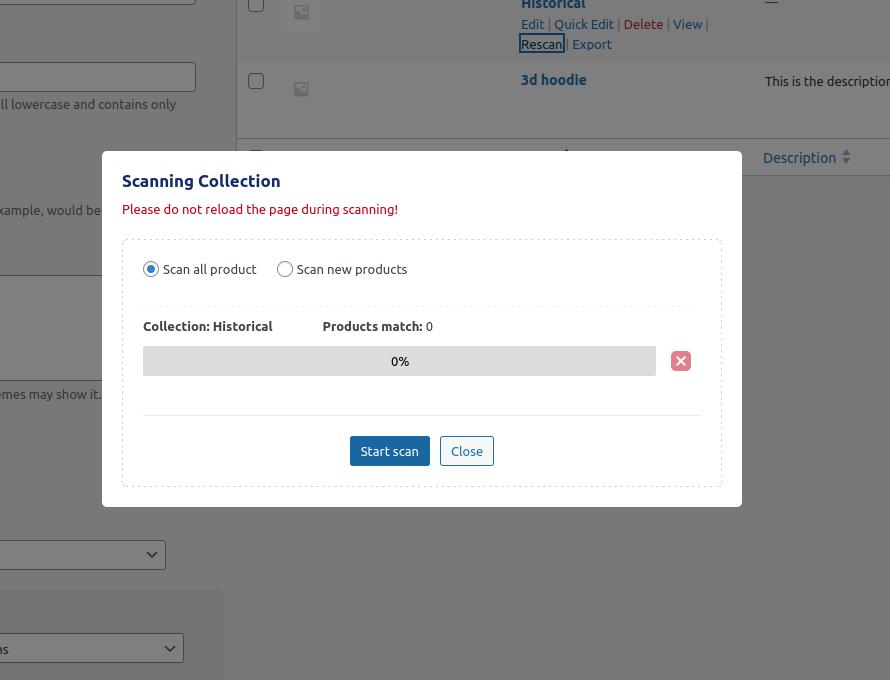 Historical
—
Edit | Quick Edit | Delete | View |
Rescan | Export
3d hoodie
This is the description
ll lowercase and contains only
Description
xample, would be
emes may show it.
ns
Scanning Collection
Please do not reload the page during scanning!
Scan all product
Scan new products
Collection: Historical
Products match: 0
0%
Start scan
Close